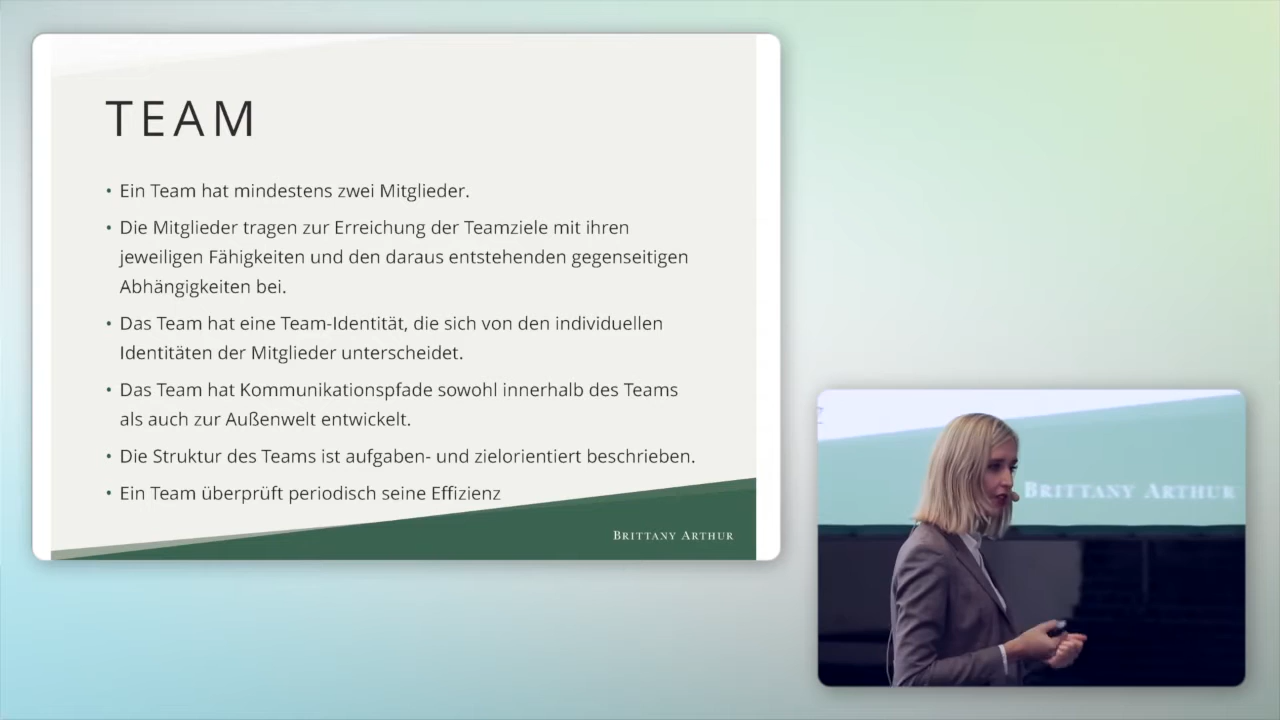 TEAM
• Ein Team hat mindestens zwei Mitglieder.
• Die Mitglieder tragen zur Erreichung der Teamziele mit ihren
jeweiligen Fähigkeiten und den daraus entstehenden gegenseitigen
Abhängigkeiten bei.
• Das Team hat eine Team-Identität, die sich von den individuellen
Identitäten der Mitglieder unterscheidet.
• Das Team hat Kommunikationspfade sowohl innerhalb des Teams
als auch zur Außenwelt entwickelt.
• Die Struktur des Teams ist aufgaben- und zielorientiert beschrieben.
• Ein Team überprüft periodisch seine Effizienz
BRITTANY ARTHUR
BRITTANY ARTHUR